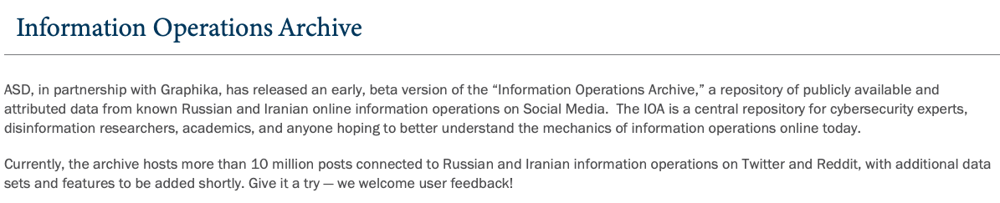 Information Operations Archive
ASD, in partnership with Graphika, has released an early, beta version of the “Information Operations Archive,” a repository of publicly available and
attributed data from known Russian and Iranian online information operations on Social Media.  The IOA is a central repository for cybersecurity experts,
disinformation researchers, academics, and anyone hoping to better understand the mechanics of information operations online today.
Currently, the archive hosts more than 10 million posts connected to Russian and Iranian information operations on Twitter and Reddit, with additional data
sets and features to be added shortly. Give it a try — we welcome user feedback!